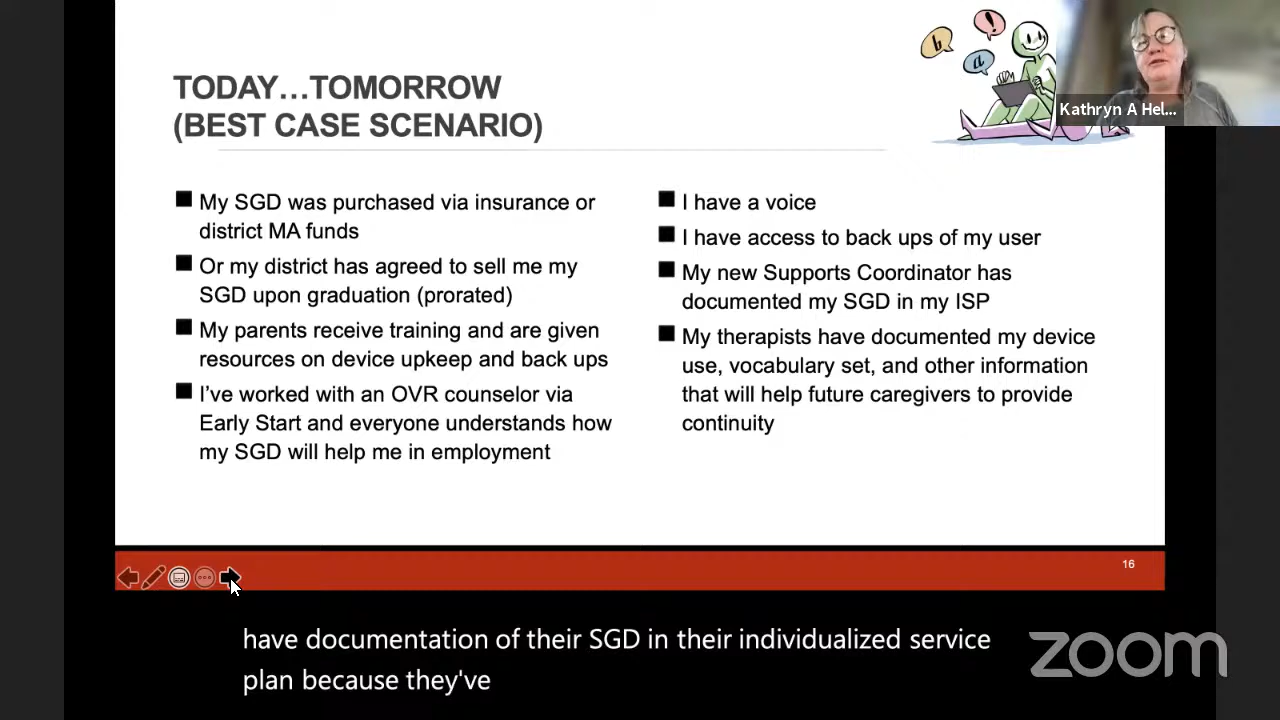 TODAY…TOMORROW
(BEST CASE SCENARIO)
b
!
a
Kathryn A Hel...
■ My SGD was purchased via insurance or
district MA funds
■ Or my district has agreed to sell me my
SGD upon graduation (prorated)
■ My parents receive training and are given
resources on device upkeep and back ups
■ I’ve worked with an OVR counselor via
Early Start and everyone understands how
my SGD will help me in employment
■ I have a voice
■ I have access to back ups of my user
■ My new Supports Coordinator has
documented my SGD in my ISP
■ My therapists have documented my device
use, vocabulary set, and other information
that will help future caregivers to provide
continuity
16
have documentation of their SGD in their individualized service
plan because they've
zoom